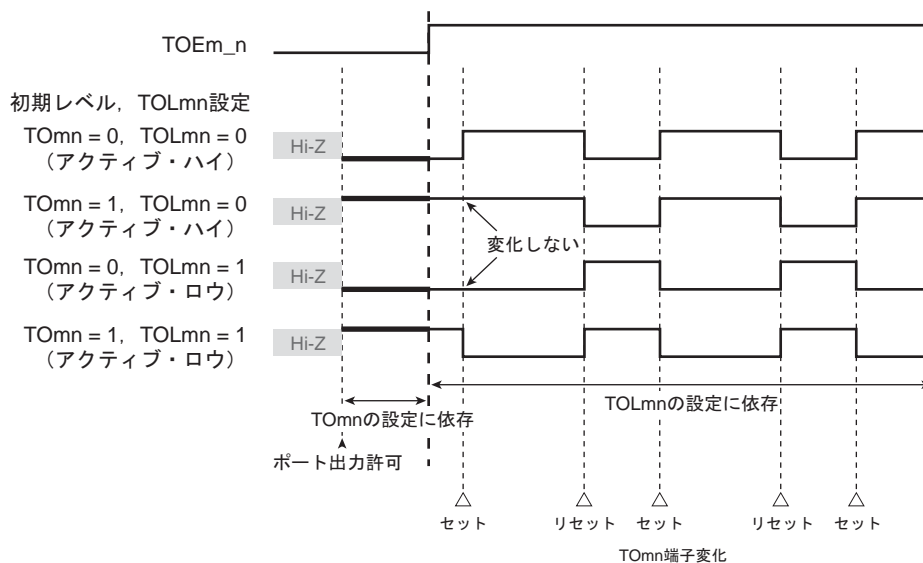 TOEm_n
初期レベル，TOLmn設定
TOmn = 0，TOLmn = 0
（アクティブ・ハイ）
Hi-Z
TOmn = 1，TOLmn = 0
（アクティブ・ハイ）
Hi-Z
変化しない
TOmn = 0，TOLmn = 1
（アクティブ・ロウ）
Hi-Z
TOmn = 1，TOLmn = 1
（アクティブ・ロウ）
Hi-Z
TOmnの設定に依存
TOLmnの設定に依存
ポート出力許可
セット
リセット
セット
リセット
セット
TOmn端子変化